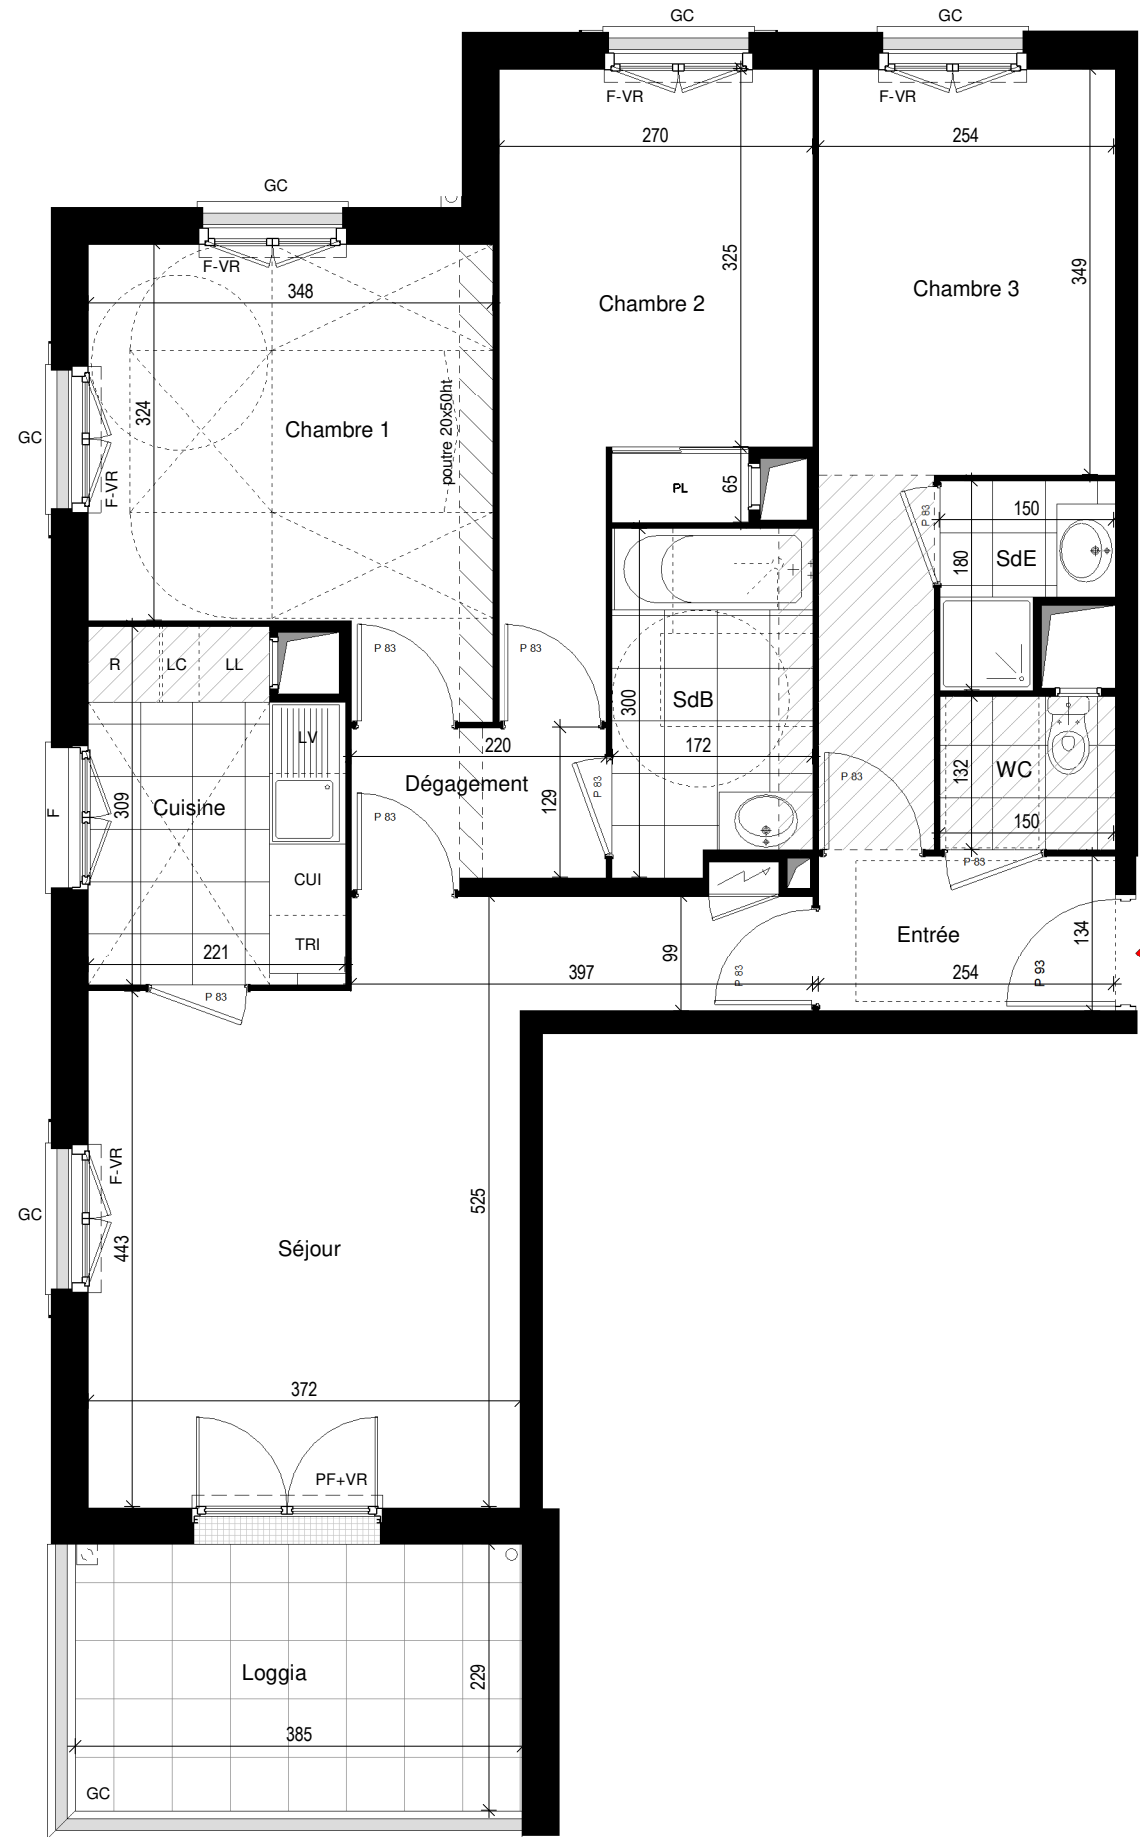 GC
GC
F-VR
F-VR
270
254
GC
F-VR
348
325
349
Chambre 2
Chambre 3
324
Chambre 1
poutre 20x50ht
GC
F-VR
PL
65
P 83
150
SdE
180
R
LC
LL
P 83
P 83
300
SdB
LV
220
172
132
WC
F
309
Cuisine
Dégagement
129
P 83
P 83
P 83
150
CUI
P 83
TRI
221
99
397
P 83
Entrée
254
P 93
134
P 83
F-VR
GC
443
525
Séjour
372
PF+VR
Loggia
229
385
GC